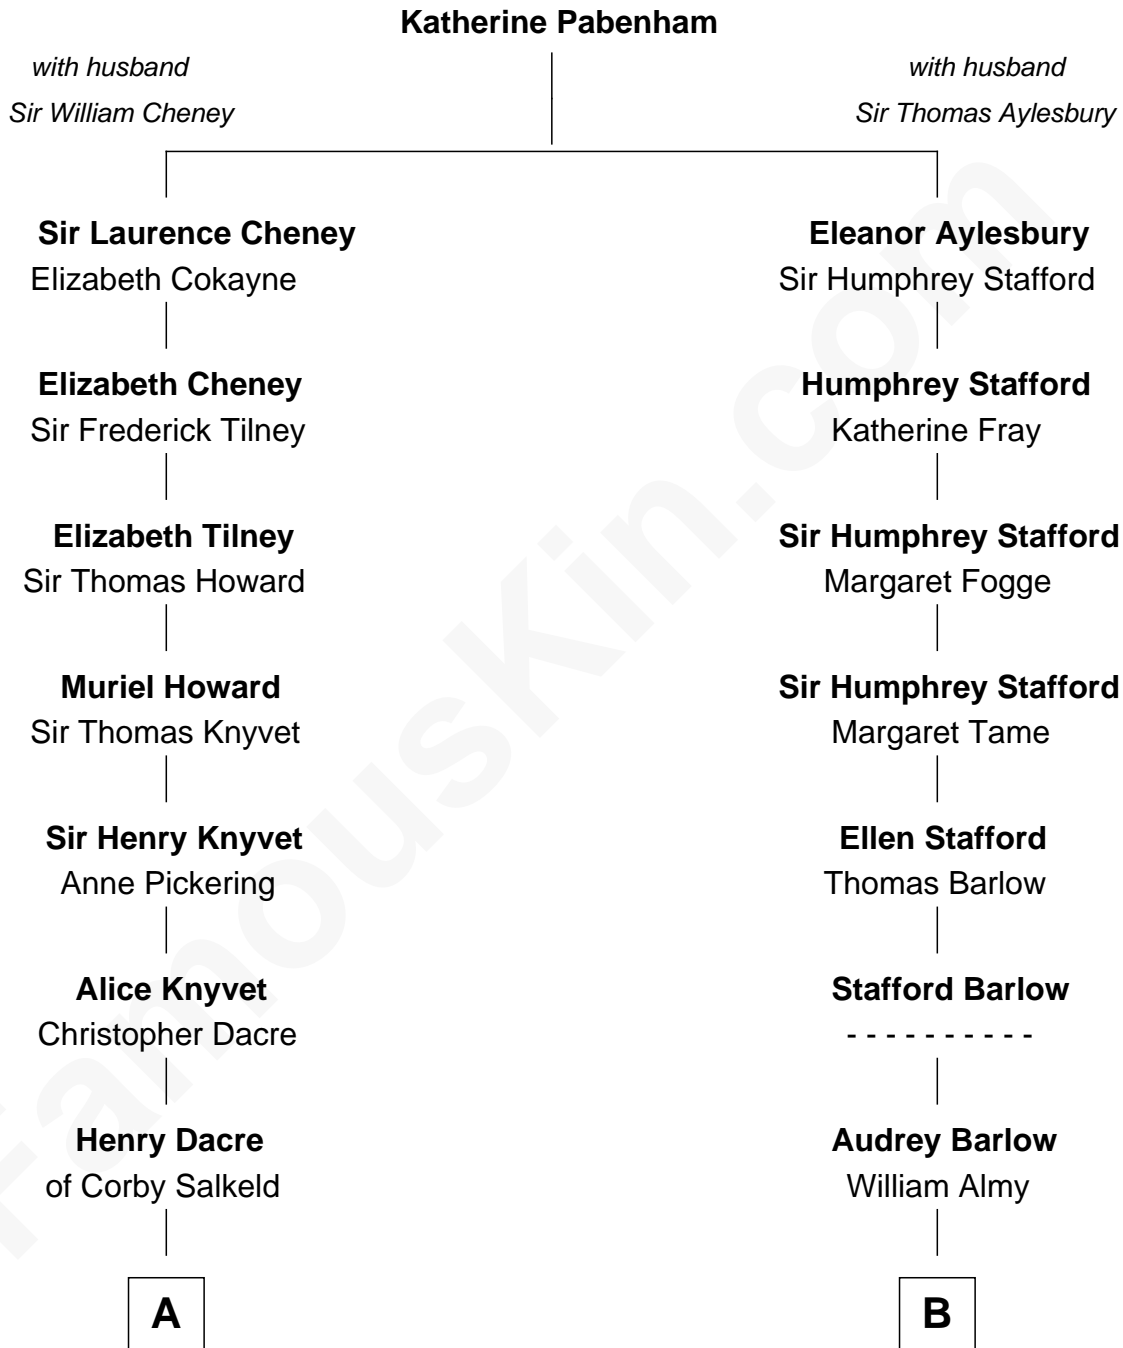 Katherine Pabenham
with husband
Sir William Cheney
with husband
Sir Thomas Aylesbury
Sir Laurence Cheney
Elizabeth Cokayne
Eleanor Aylesbury
Sir Humphrey Stafford
Elizabeth Cheney
Sir Frederick Tilney
Humphrey Stafford
Katherine Fray
Elizabeth Tilney
Sir Thomas Howard
Sir Humphrey Stafford
Margaret Fogge
Muriel Howard
Sir Thomas Knyvet
Sir Humphrey Stafford
Margaret Tame
Sir Henry Knyvet
Anne Pickering
Ellen Stafford
Thomas Barlow
Alice Knyvet
Christopher Dacre
Stafford Barlow
- - - - - - - - - -
Henry Dacre
of Corby Salkeld
Audrey Barlow
William Almy
A
B
FamousKin.com